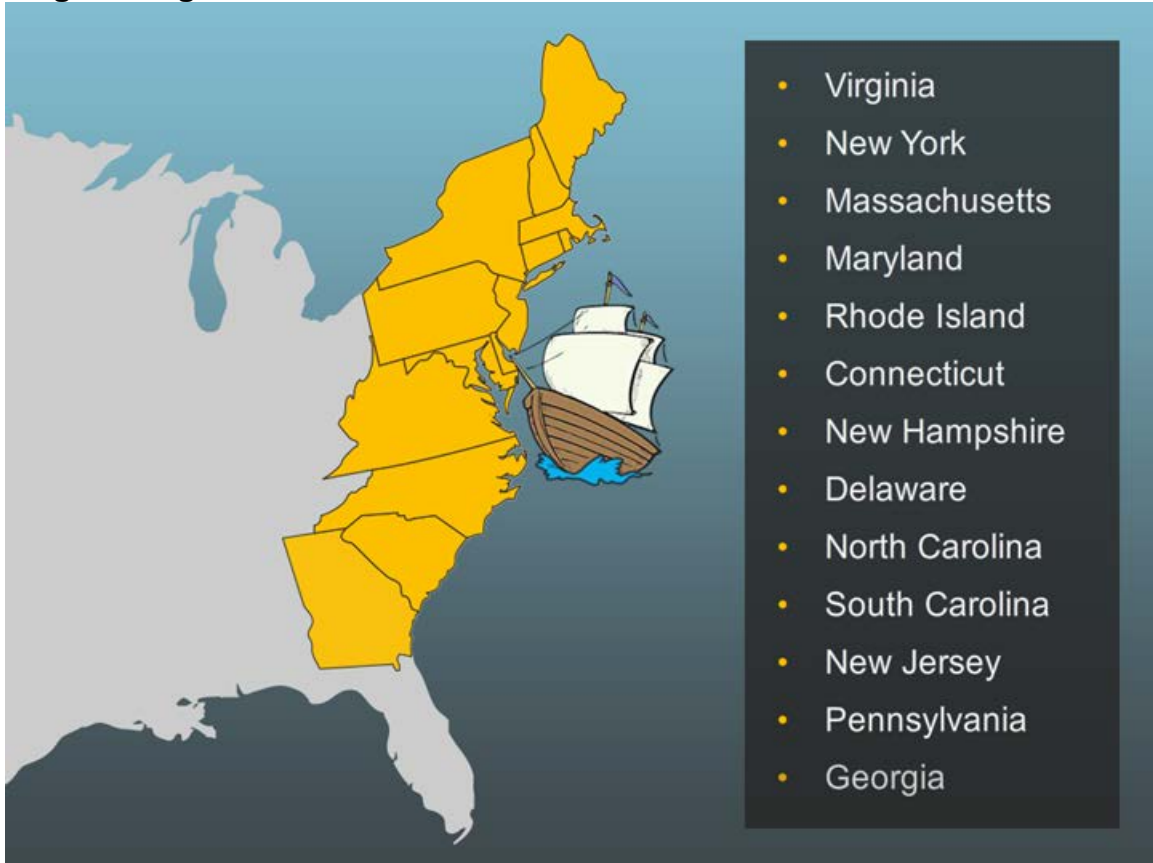 • Virginia
• New York
• Massachusetts
• Maryland
• Rhode Island
• Connecticut
• New Hampshire
• Delaware
• North Carolina
• South Carolina
• New Jersey
• Pennsylvania
• Georgia